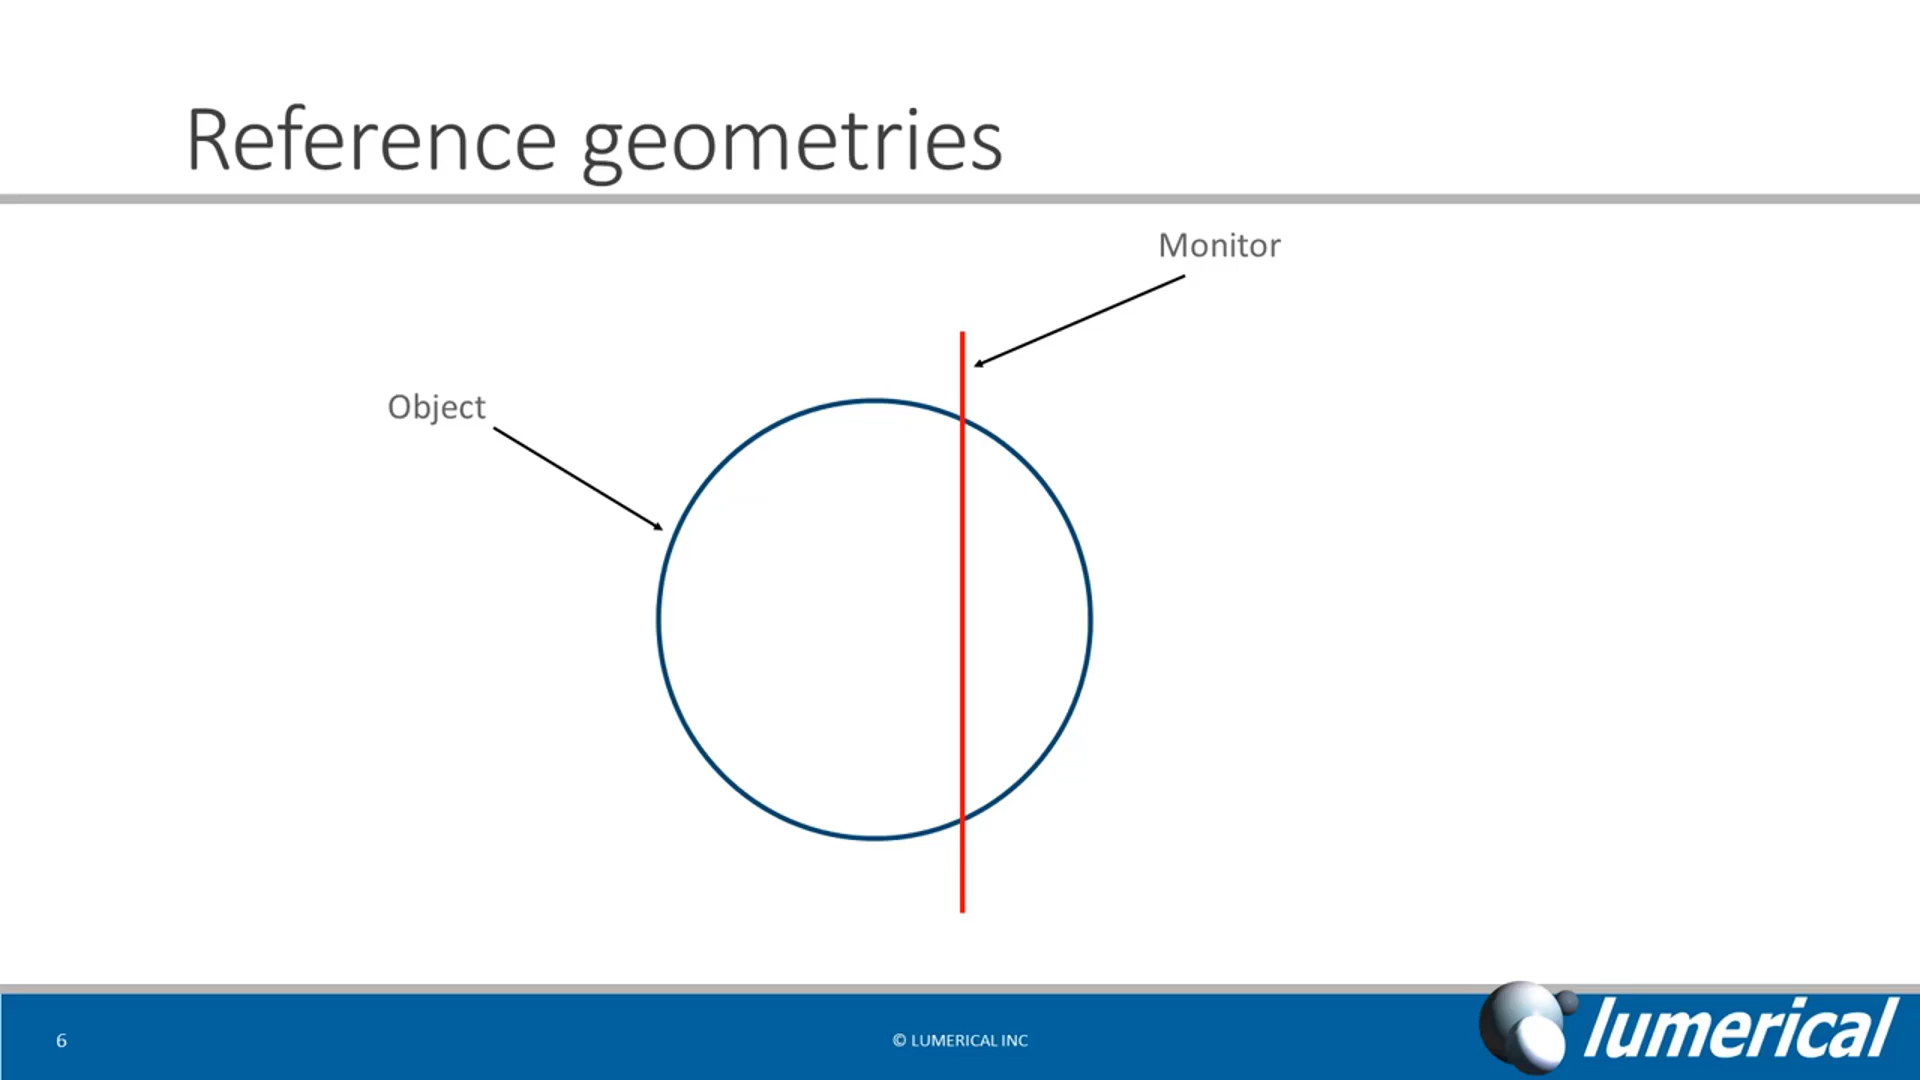 Reference geometries
Monitor
Object
6
© LUMERICAL INC
lumerical